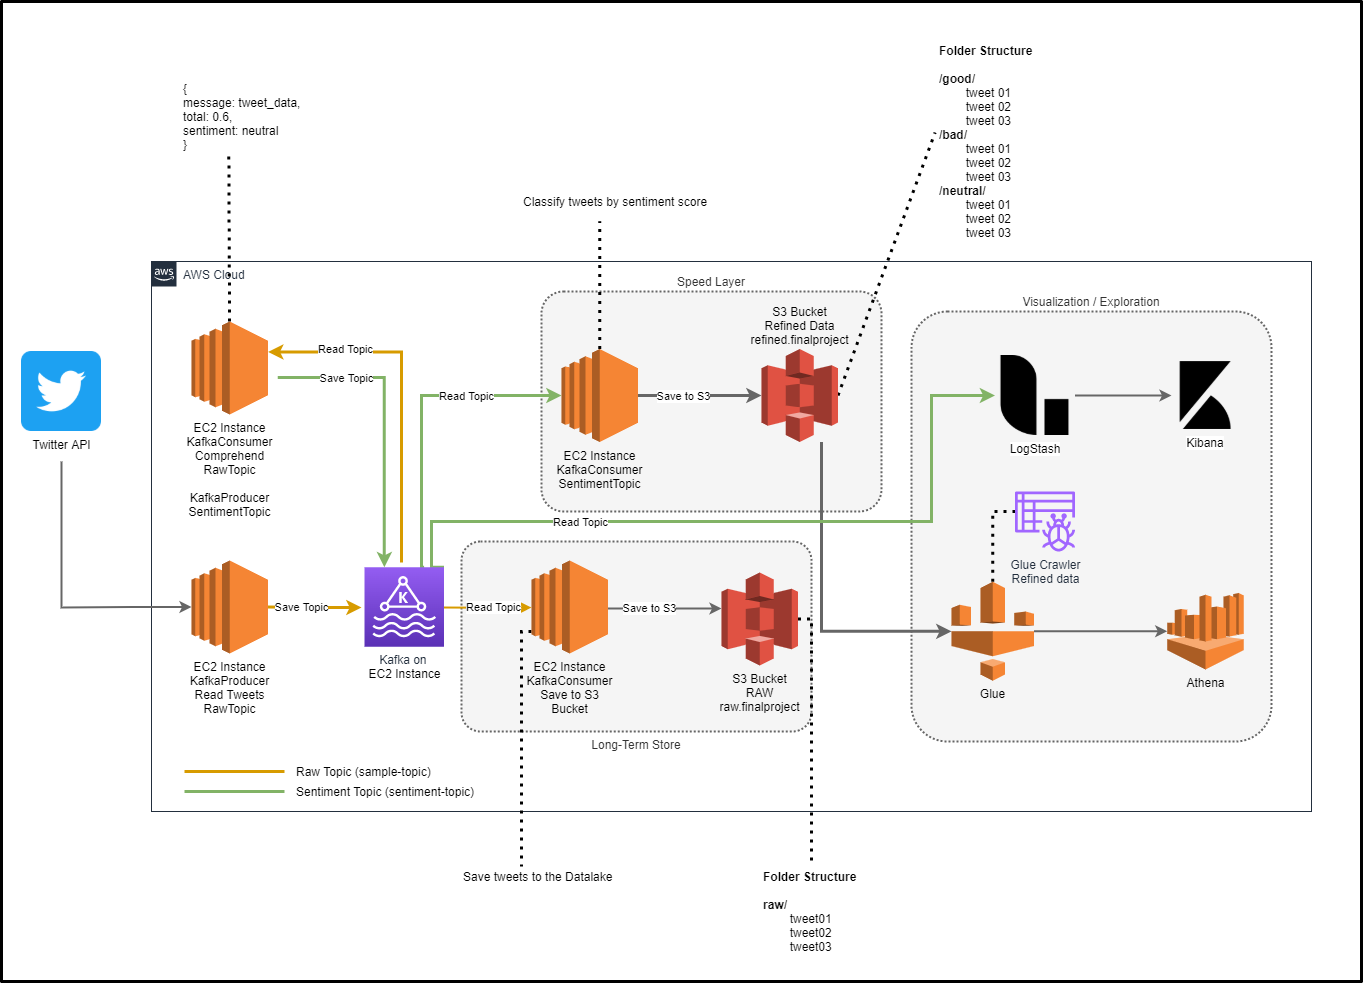 Folder Structure
/good/
tweet 01
tweet 02
tweet 03
/bad/
tweet 01
tweet 02
tweet 03
/neutral/
tweet 01
tweet 02
tweet 03
{
message: tweet_data,
total: 0.6,
sentiment: neutral
}
Classify tweets by sentiment score
aws
AWS Cloud
Speed Layer
Visualization / Exploration
S3 Bucket
Refined Data
refined.finalproject
Read Topic
Save Topic
Read Topic
Save to S3
Twitter API
EC2 Instance
KafkaConsumer
Comprehend
RawTopic
KafkaProducer
SentimentTopic
EC2 Instance
KafkaConsumer
SentimentTopic
LogStash
Kibana
Read Topic
Glue Crawler
Refined data
Save Topic
K
Read Topic
Save to S3
Kafka on
EC2 Instance
EC2 Instance
KafkaProducer
Read Tweets
RawTopic
EC2 Instance
KafkaConsumer
Save to S3
Bucket
S3 Bucket
RAW
raw.finalproject
Glue
Athena
Long-Term Store
Raw Topic (sample-topic)
Sentiment Topic (sentiment-topic)
Save tweets to the Datalake
Folder Structure
raw/
tweet01
tweet02
tweet03